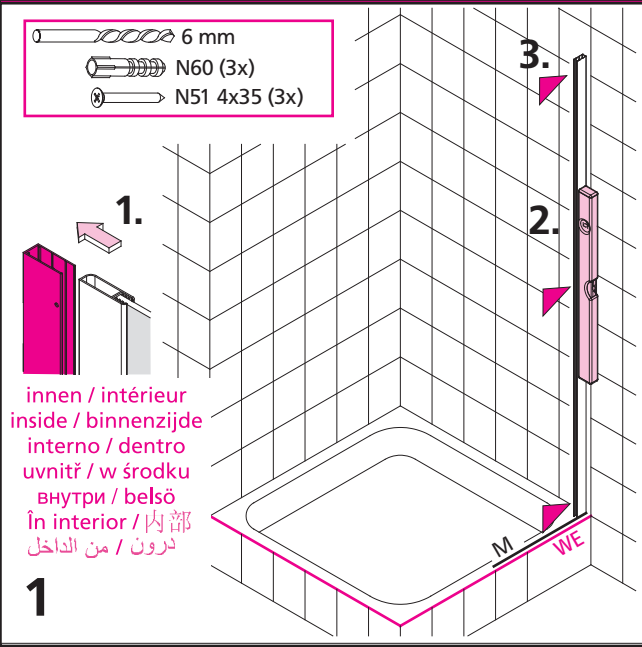 6 mm
N60 (3x)
N51 4x35 (3x)
3.
1.
2.
innen / intérieur
inside / binnenzijde
interno / dentro
uvnitř / w środku
внутри / belsö
În interior / 内部
درون / من الداخل
M
WE
1